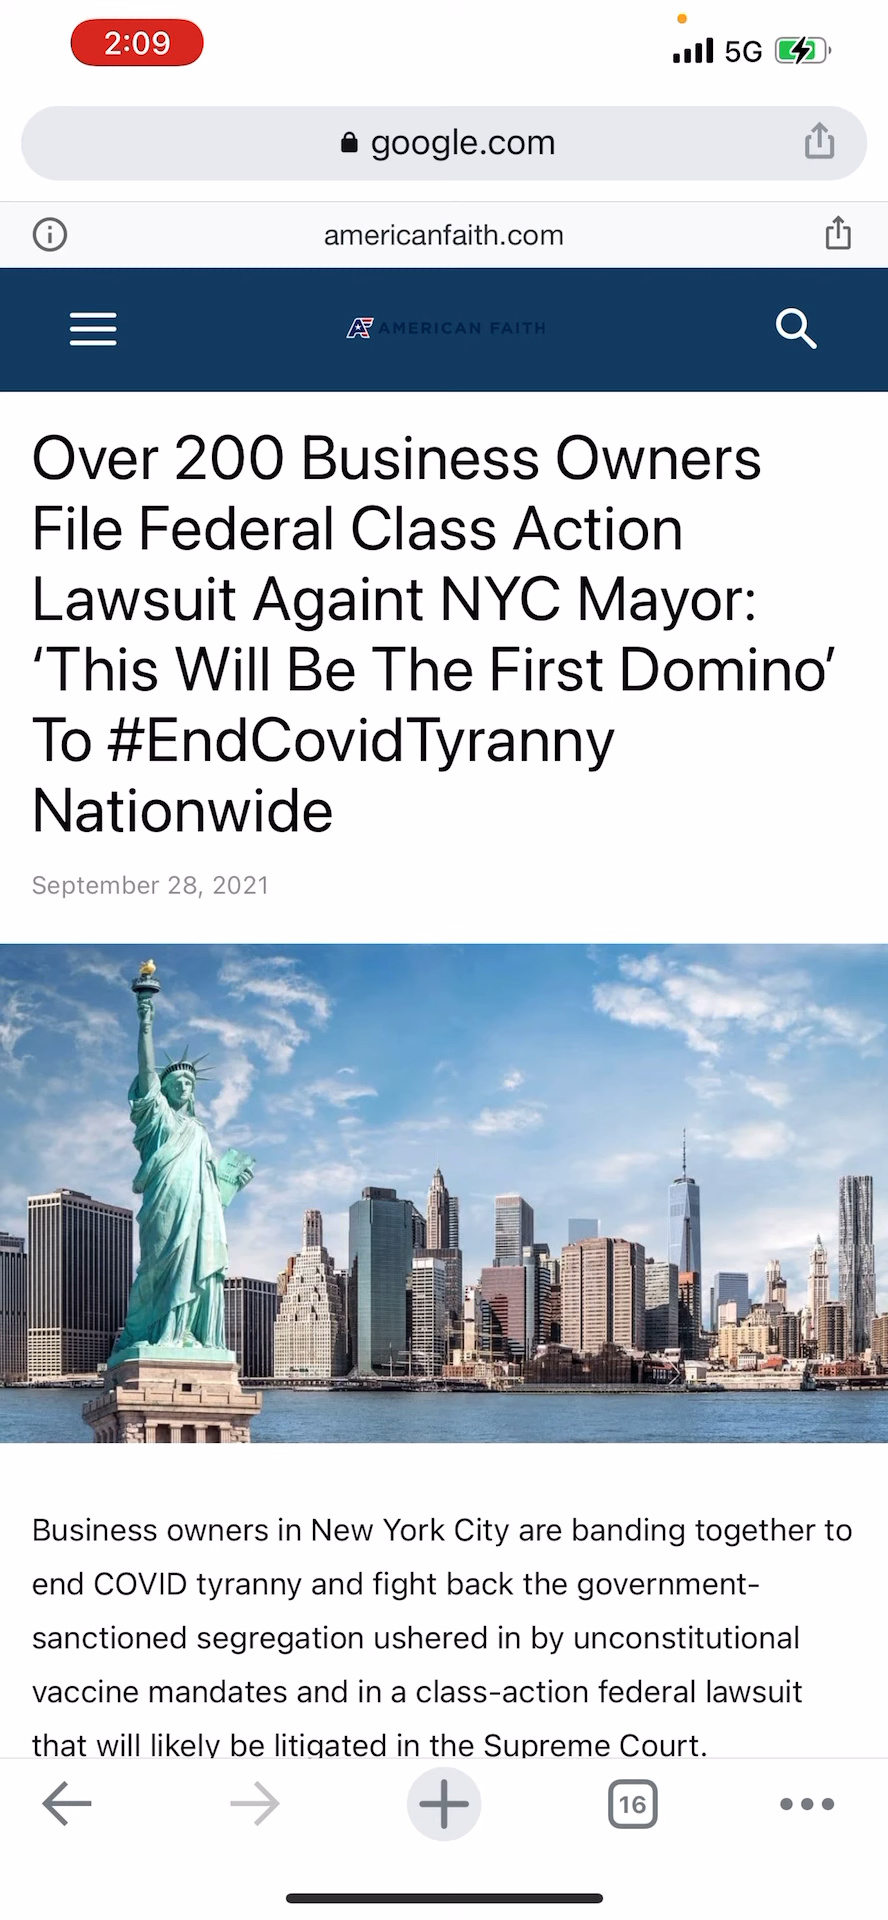 2:09
5G
google.com
americanfaith.com
AMERICAN FAITH
Over 200 Business Owners
File Federal Class Action
Lawsuit Againt NYC Mayor:
‘This Will Be The First Domino’
To #EndCovidTyranny
Nationwide
September 28, 2021
Business owners in New York City are banding together to
end COVID tyranny and fight back the government-
sanctioned segregation ushered in by unconstitutional
vaccine mandates and in a class-action federal lawsuit
that will likely be litigated in the Supreme Court.
16